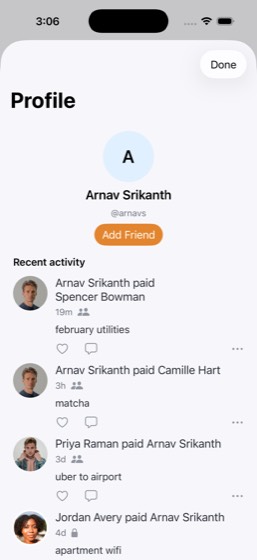 3:06
Done
Profile
A
Arnav Srikanth
@arnavs
Add Friend
Recent activity
Arnav Srikanth paid
Spencer Bowman
19m
february utilities
Arnav Srikanth paid Camille Hart
3h
matcha
Priya Raman paid Arnav Srikanth
3d
uber to airport
Jordan Avery paid Arnav Srikanth
4d
apartment wifi